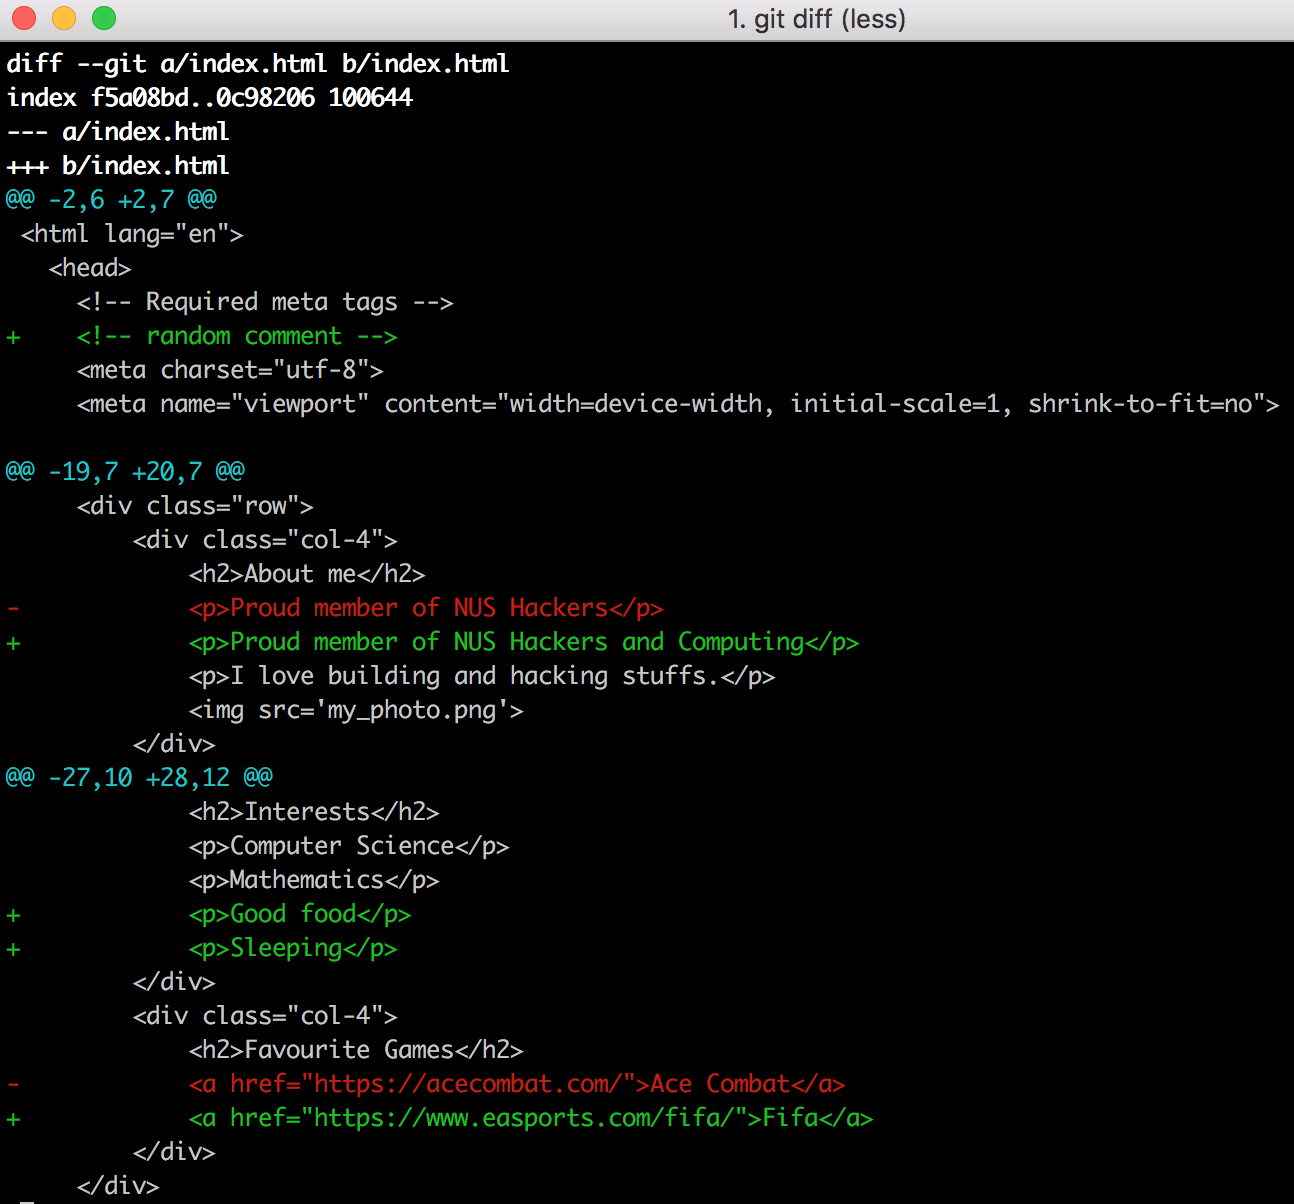 1. git diff (less)
diff --git a/index.html b/index.html
index f5a08bd..0c98206 100644
--- a/index.html
+++ b/index.html
@@ -2,6 +2,7 @@
 <html lang="en">
   <head>
     <!-- Required meta tags -->
+    <!-- random comment -->
     <meta charset="utf-8">
     <meta name="viewport" content="width=device-width, initial-scale=1, shrink-to-fit=no">
@@ -19,7 +20,7 @@
     <div class="row">
         <div class="col-4">
             <h2>About me</h2>
-            <p>Proud member of NUS Hackers</p>
+            <p>Proud member of NUS Hackers and Computing</p>
             <p>I love building and hacking stuffs.</p>
             <img src='my_photo.png'>
         </div>
@@ -27,10 +28,12 @@
             <h2>Interests</h2>
             <p>Computer Science</p>
             <p>Mathematics</p>
+            <p>Good food</p>
+            <p>Sleeping</p>
         </div>
         <div class="col-4">
             <h2>Favourite Games</h2>
-            <a href="https://acecombat.com/">Ace Combat</a>
+            <a href="https://www.easports.com/fifa/">Fifa</a>
         </div>
     </div>